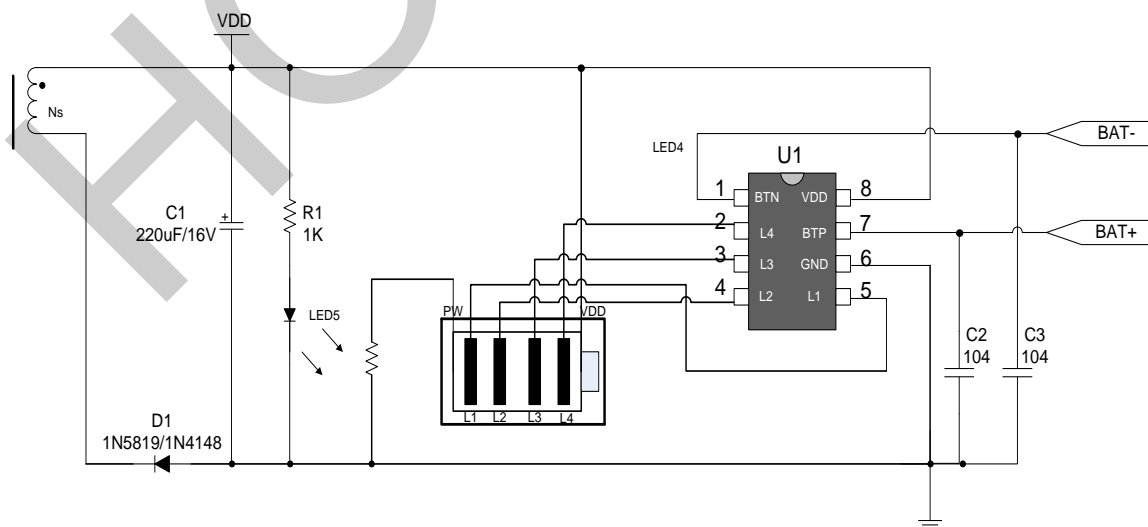 VDD
Ns
BAT-
LED4
U1
1
BTN
VDD
8
C1
220uF/16V
+
R1
1K
2
L4
BTP
7
BAT+
3
L3
GND
6
4
L2
L1
5
PW
VDD
LED5
C2
104
C3
104
L1
L2
L3
L4
D1
1N5819/1N4148